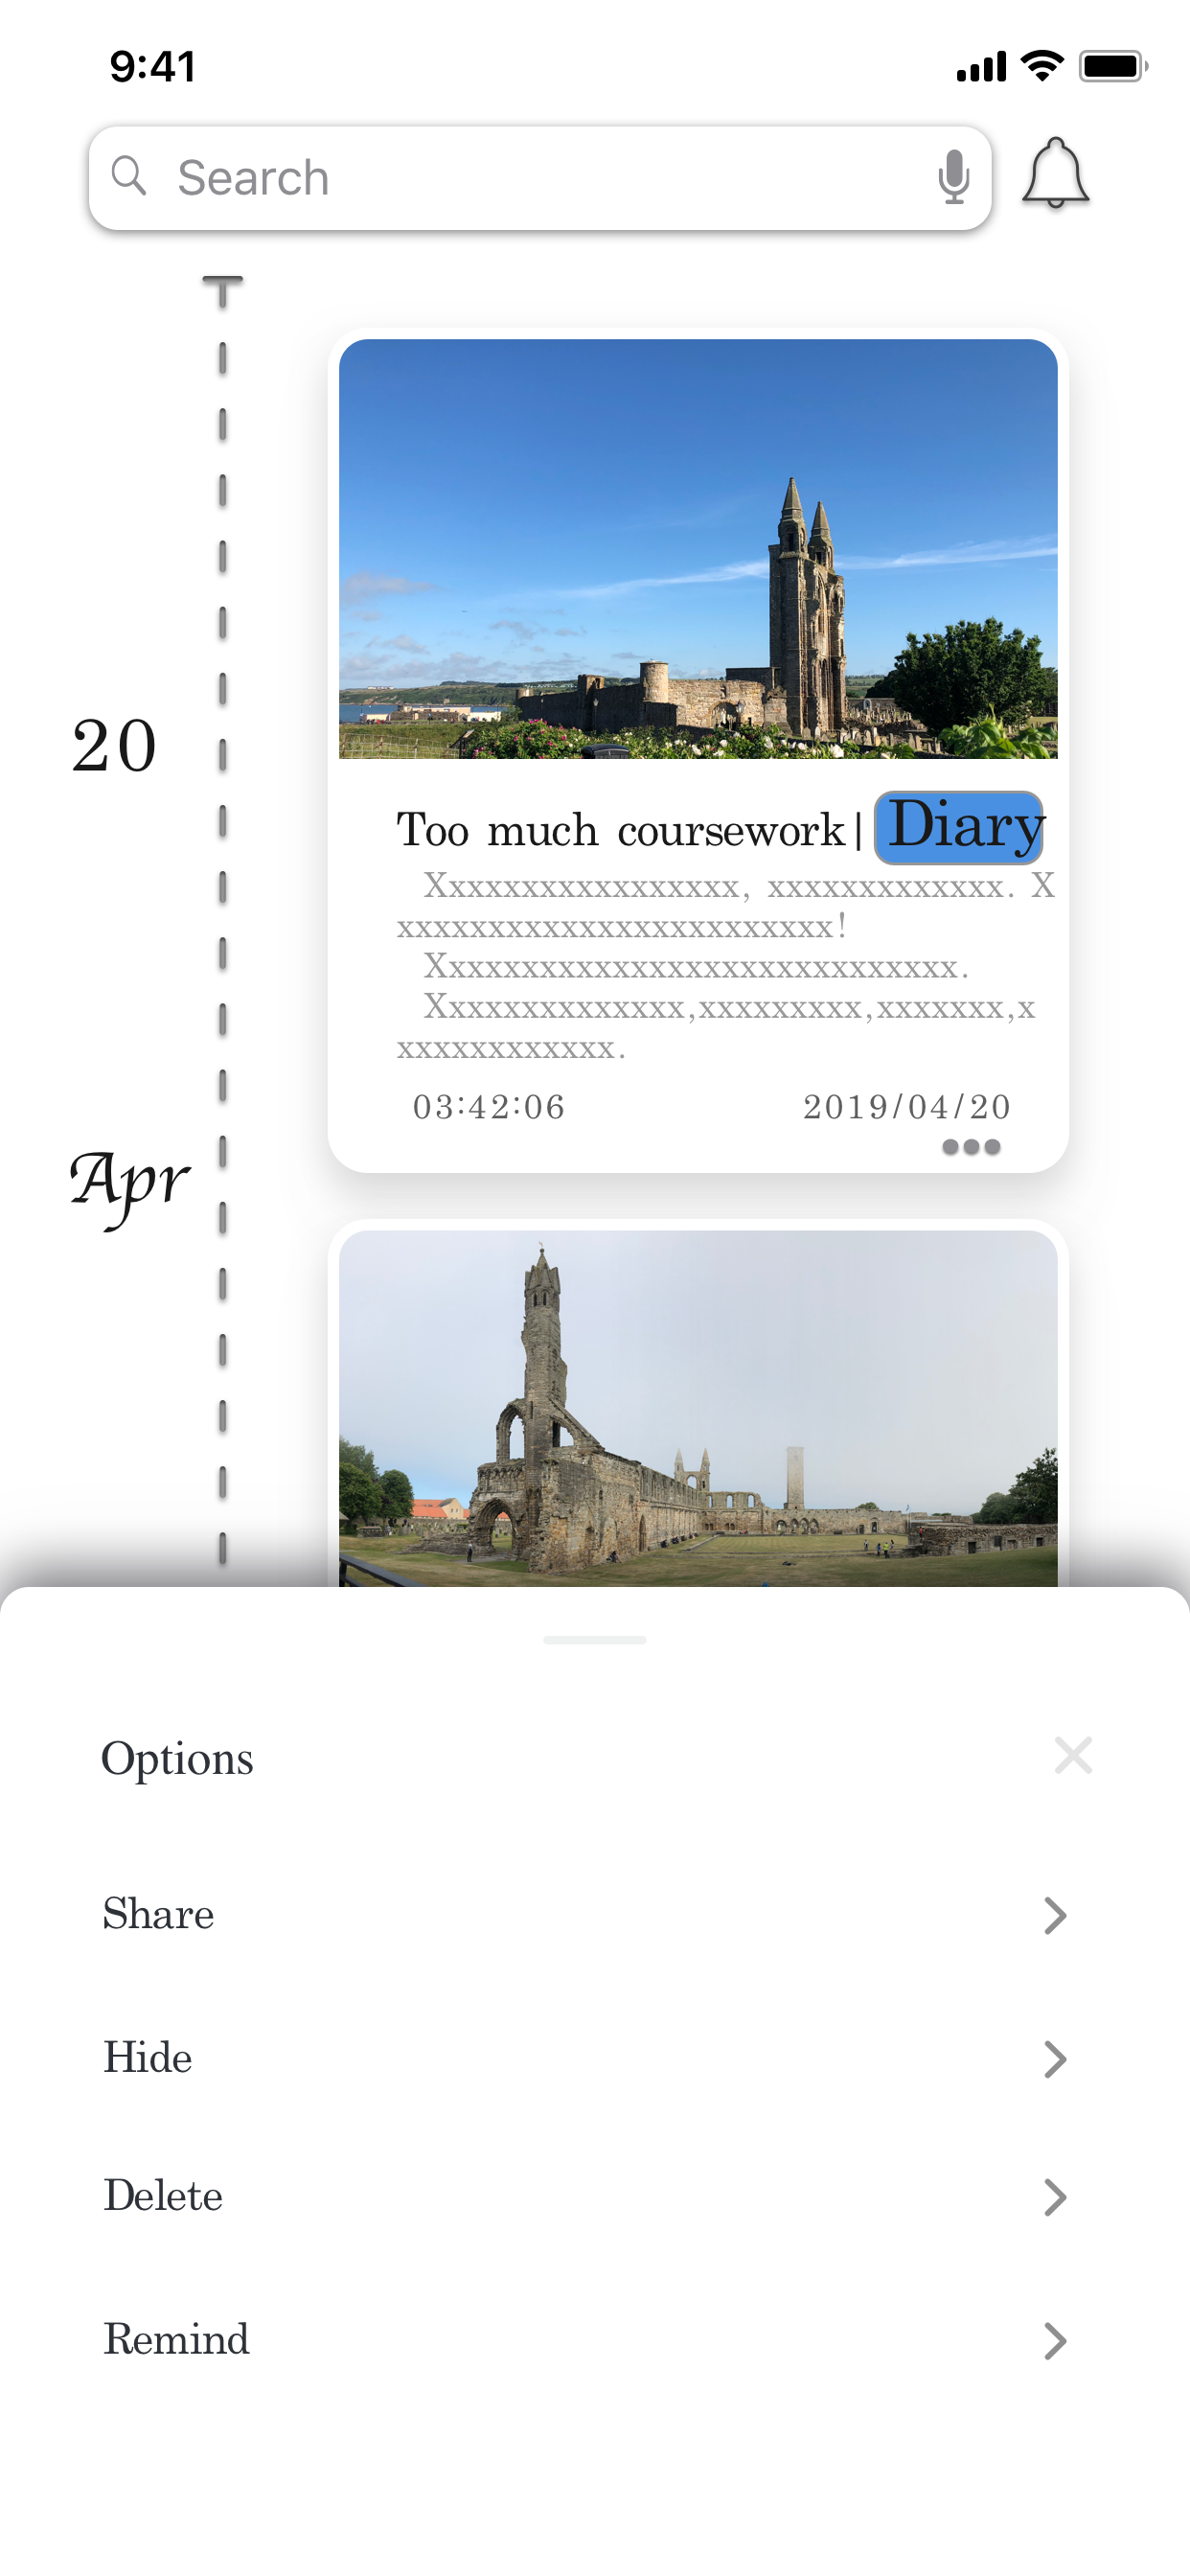 9:41
Search
20
Apr
Too much coursework| Diary
Xxxxxxxxxxxxxxxxx, xxxxxxxxxxxxx. X
xxxxxxxxxxxxxxxxxxxxxxxx!
Xxxxxxxxxxxxxxxxxxxxxxxxxxxxx.
Xxxxxxxxxxxxxx,xxxxxxxxx,xxxxxxx,x
xxxxxxxxxxxx.
03:42:06 2019/04/20
Options
Share
Hide
Delete
Remind